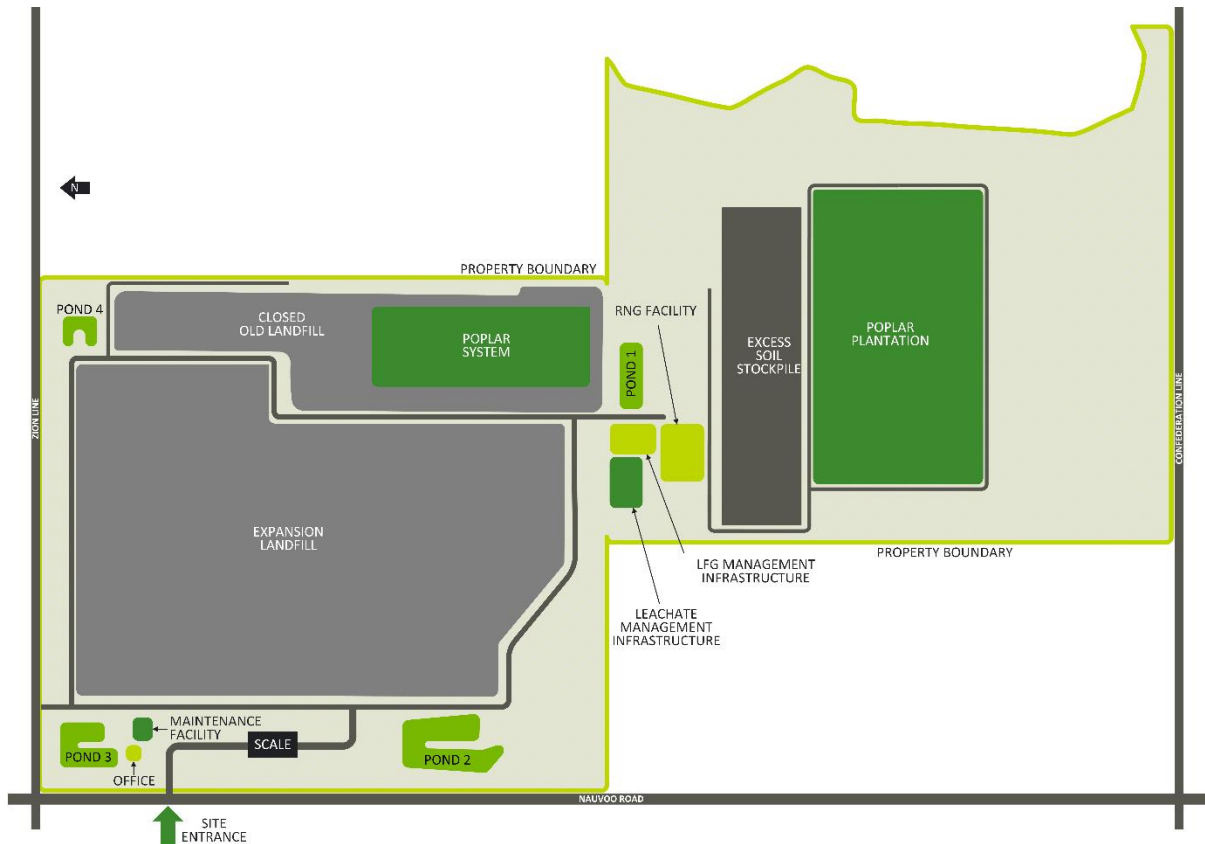 N
PROPERTY BOUNDARY
POND 4
CLOSED
OLD LANDFILL
POPLAR
SYSTEM
RNG FACILITY
POND 1
EXCESS
SOIL
STOCKPILE
POPLAR
PLANTATION
ZION LINE
CONFEDERATION LINE
EXPANSION
LANDFILL
PROPERTY BOUNDARY
LFG MANAGEMENT
INFRASTRUCTURE
LEACHATE
MANAGEMENT
INFRASTRUCTURE
MAINTENANCE
FACILITY
SCALE
POND 3
POND 2
OFFICE
NAUVOO ROAD
SITE
ENTRANCE